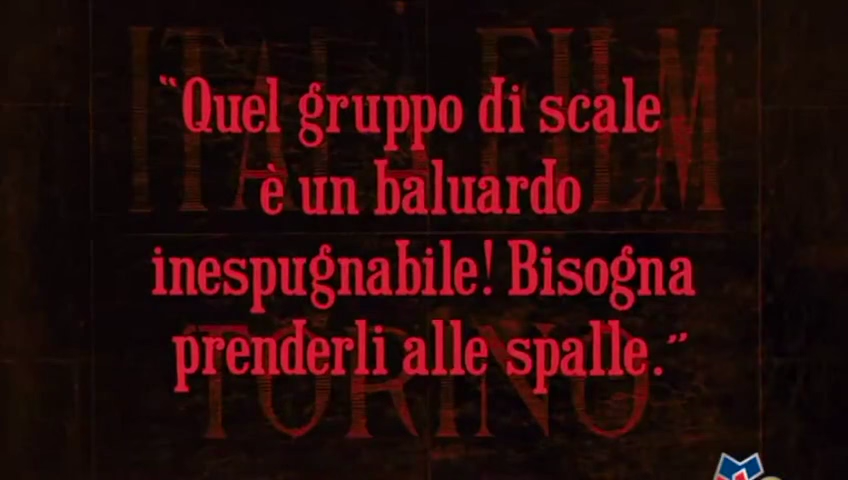 ITALA FILM
"Quel gruppo di scale
è un baluardo
inespugnabile! Bisogna
prenderli alle spalle."
TORINO